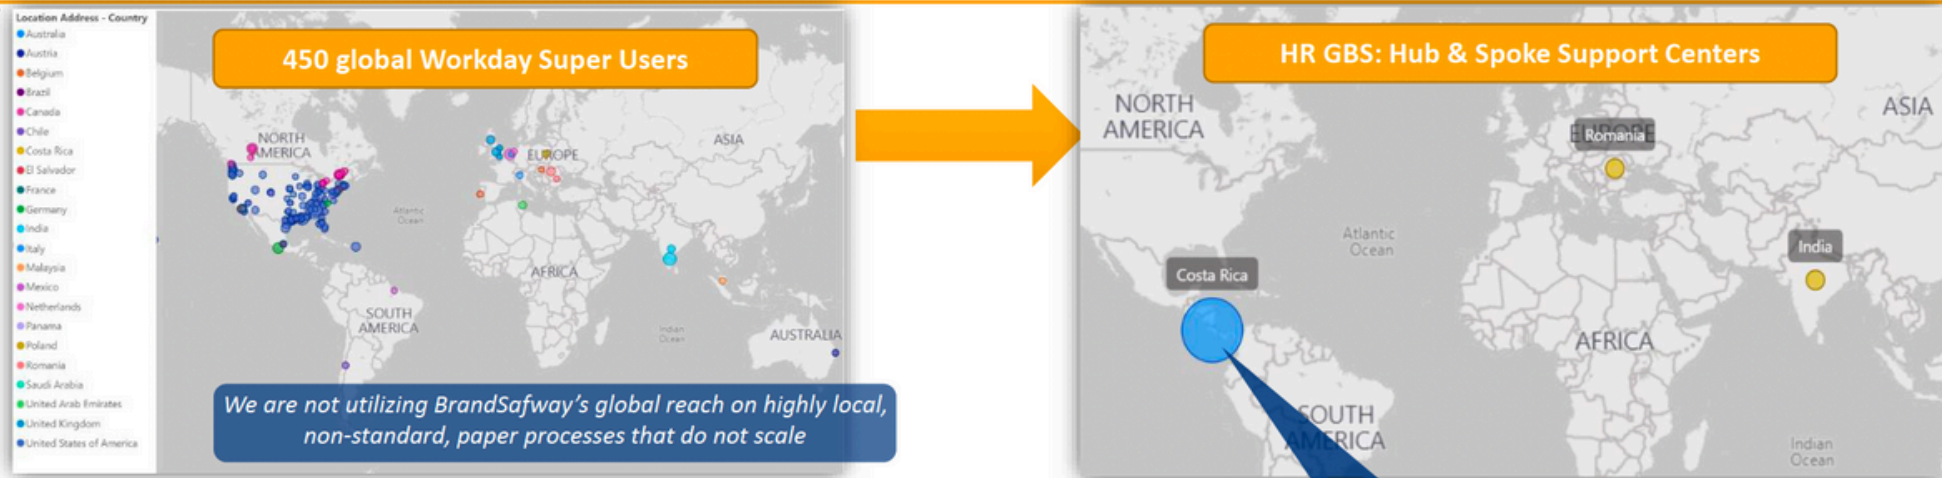 Location Address - Country
Australia
Austria
Belgium
Brazil
Canada
Chile
Costa Rica
El Salvador
France
Germany
India
Italy
Malaysia
Mexico
Netherlands
Panama
Poland
Romania
Saudi Arabia
United Arab Emirates
United Kingdom
United States of America
450 global Workday Super Users
NORTH
AMERICA
EUROPE
ASIA
Atlantic
Ocean
AFRICA
SOUTH
AMERICA
Indian
Ocean
AUSTRALIA
We are not utilizing BrandSafway’s global reach on highly local,
non-standard, paper processes that do not scale
HR GBS: Hub & Spoke Support Centers
NORTH
AMERICA
ASIA
EUROPE
Romania
Atlantic
Ocean
India
Costa Rica
AFRICA
SOUTH
AMERICA
Indian
Ocean